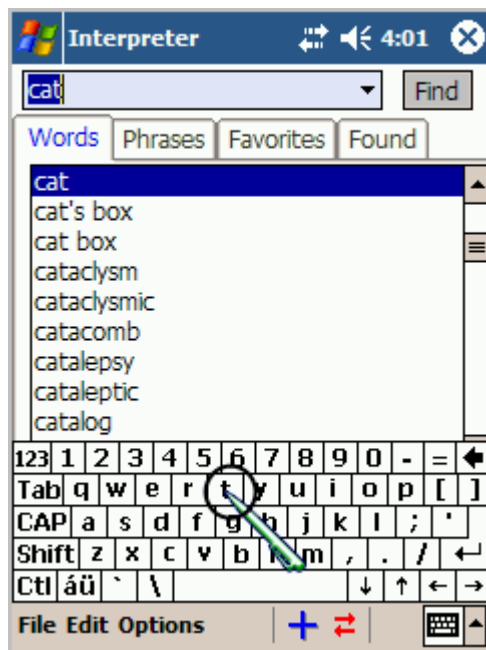 Interpreter 4:01
cat Find
Words Phrases Favorites Found
cat
cat's box
cat box
cataclysm
cataclysmic
catacomb
catalepsy
cataleptic
catalog
123 1 2 3 4 5 6 7 8 9 0 - =
Tab q w e r t y u i o p [ ]
CAP a s d f g h j k l ; '
Shift z x c v b n m , . /
Ctl áü ` \
File Edit Options